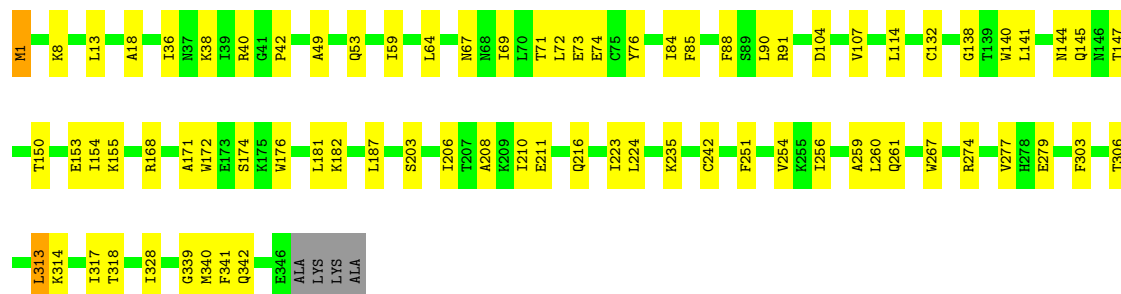 M1 K8 L13 A18 I36 N37 K38 I39 R40 G41 P42 A49 Q53 I59 L64 N67 N68 I69 L70 T71 L72 E73 E74 C75 Y76 I84 F85 F88 S89 L90 R91 D104 V107 L114 C132 G138 T139 W140 L141 N144 Q145 N146 T147
T150 E153 I154 K155 R168 A171 W172 E173 S174 K175 W176 L181 K182 L187 S203 I206 T207 A208 K209 I210 E211 Q216 I223 L224 K235 C242 F251 V254 K255 I256 A259 L260 Q261 W267 R274 V277 H278 E279 F303 T306
L313 K314 I317 T318 I328 G339 M340 F341 Q342 E346 ALA LYS LYS ALA